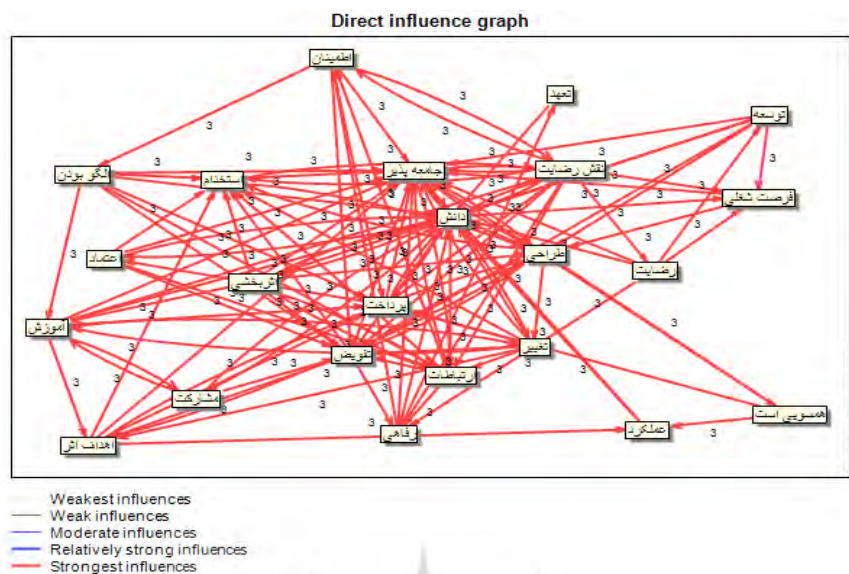 Direct influence graph
اطمینان
تعهد
توسعه
الگو بودن
استخدام
جامعه پذیر
نقش رضایت
فرصت شغلی
دانش
اعتماد
اثربخشی
طراحی
رضایت
پرداخت
آموزش
تفویض
تغییر
ارتباطات
مشارکت
همسویی است
اهداف اثر
رفاهی
عملکرد
Weakest influences
Weak influences
Moderate influences
Relatively strong influences
Strongest influences